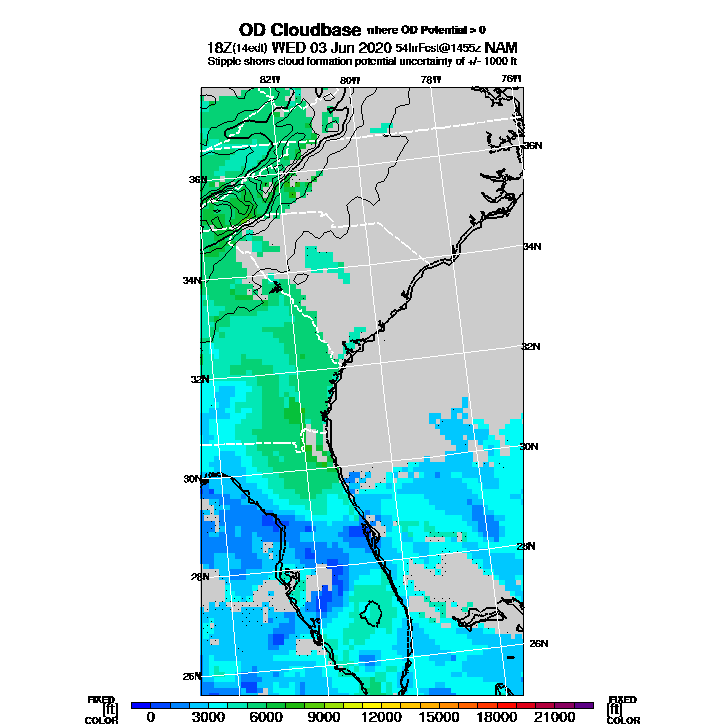 OD Cloudbase where OD Potential > 0
18Z(14edt) WED 03 Jun 2020 54hrFcst@1455z NAM
Stipple shows cloud formation potential uncertainty of +/- 1000 ft
82W 80W 78W 76W
36N
36N
34N
34N
32N
32N
30N
30N
28N
28N
26N
26N
FIXED FIXED
[ft] 0 3000 6000 9000 12000 15000 18000 21000 [ft]
COLOR COLOR